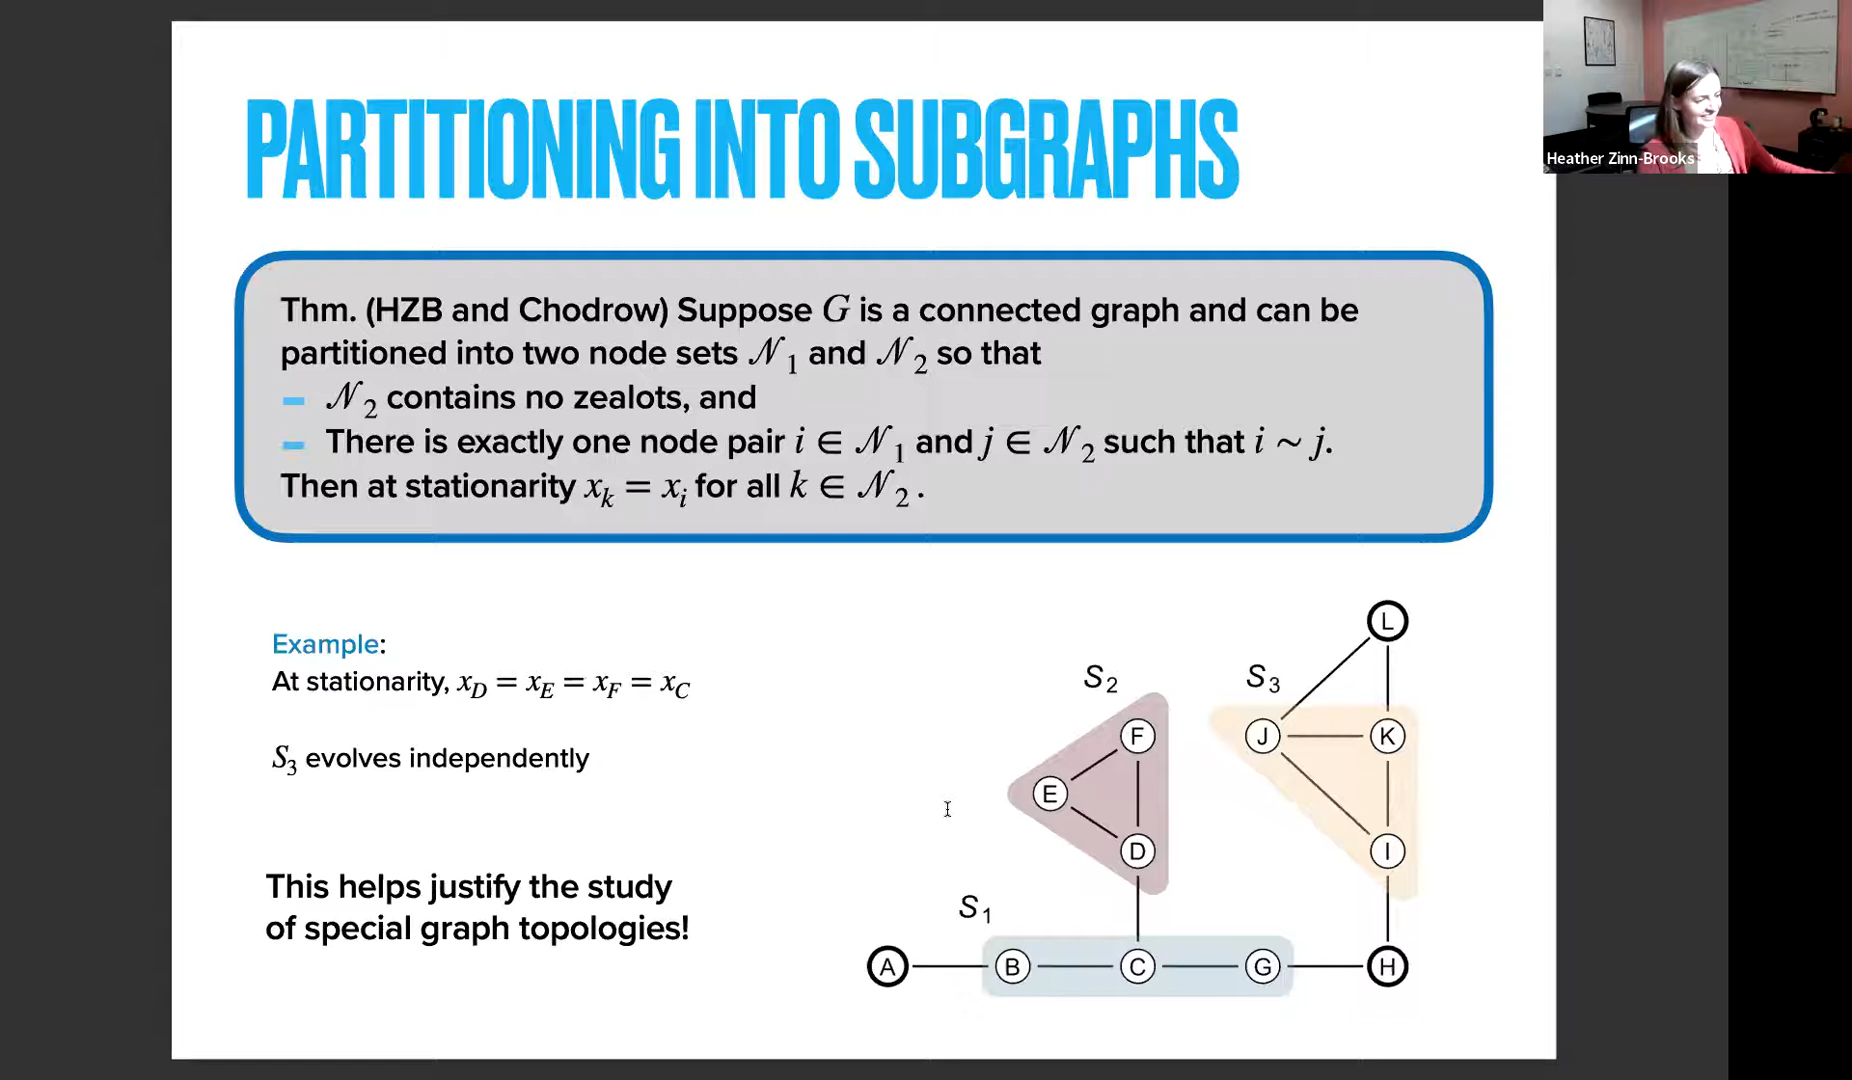 PARTITIONING INTO SUBGRAPHS
Heather Zinn-Brooks
Thm. (HZB and Chodrow) Suppose G is a connected graph and can be
partitioned into two node sets 𝒩₁ and 𝒩₂ so that
– 𝒩₂ contains no zealots, and
– There is exactly one node pair i ∈ 𝒩₁ and j ∈ 𝒩₂ such that i ~ j.
Then at stationarity xₖ = xᵢ for all k ∈ 𝒩₂.
Example:
At stationarity, x_D = x_E = x_F = x_C
S₃ evolves independently
This helps justify the study
of special graph topologies!
L
S₂ S₃
F J K
E
D I
S₁
A B C G H